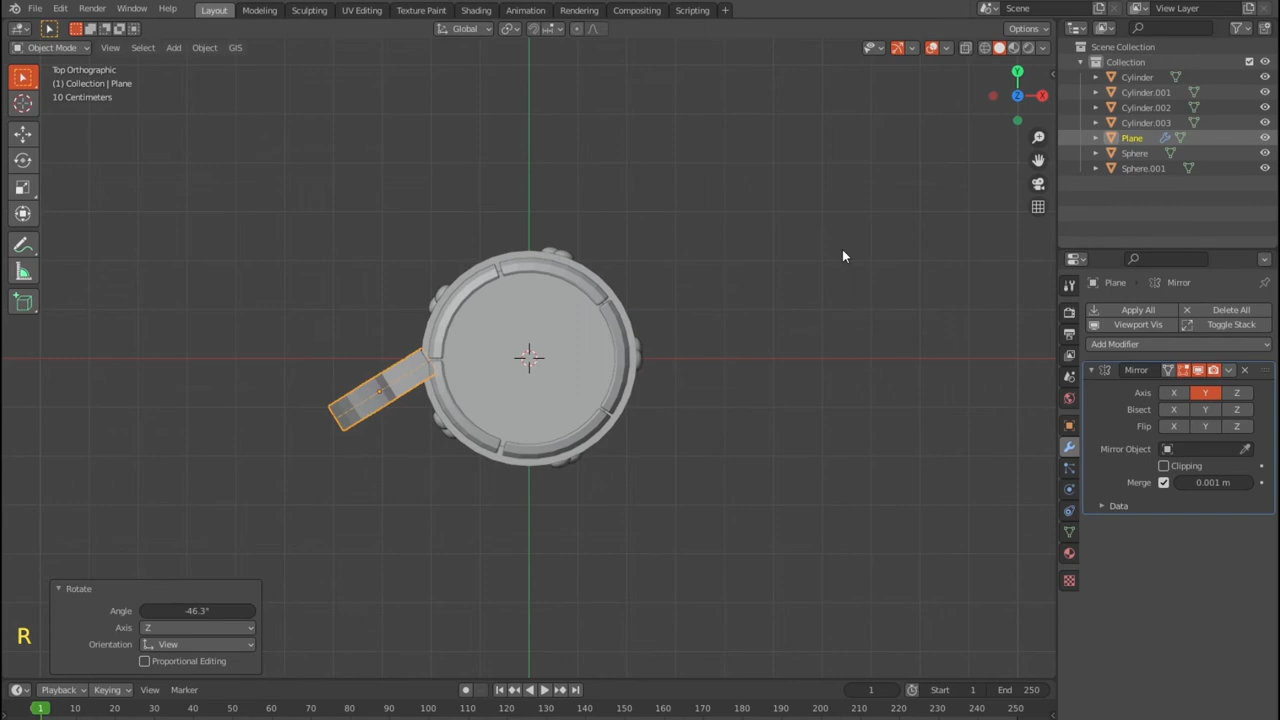 File Edit Render Window Help Layout Modeling Sculpting UV Editing Texture Paint Shading Animation Rendering Compositing Scripting + Scene View Layer
Global Options
Object Mode View Select Add Object GIS
Top Orthographic
(1) Collection | Plane
10 Centimeters
Y
Z
X
Scene Collection
Collection
Cylinder
Cylinder.001
Cylinder.002
Cylinder.003
Plane
Sphere
Sphere.001
Plane Mirror
Apply All Delete All
Viewport Vis Toggle Stack
Add Modifier
Mirror
Axis X Y Z
Bisect X Y Z
Flip X Y Z
Mirror Object
Clipping
Merge 0.001 m
Data
Rotate
Angle -46.3°
Axis Z
Orientation View
Proportional Editing
R
Playback Keying View Marker 1 Start 1 End 250
1 10 20 30 40 50 60 70 80 90 100 110 120 130 140 150 160 170 180 190 200 210 220 230 240 250